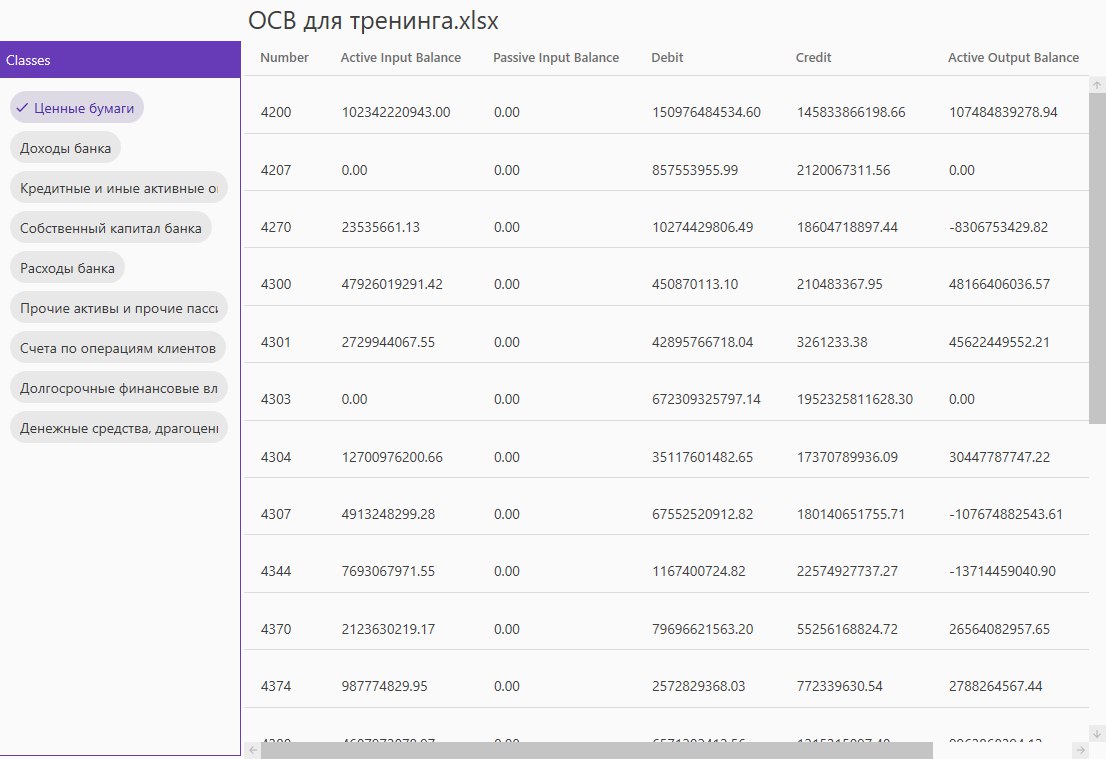 ОСВ для тренинга.xlsx
Classes
Ценные бумаги
Доходы банка
Кредитные и иные активные о
Собственный капитал банка
Расходы банка
Прочие активы и прочие пасси
Счета по операциям клиентов
Долгосрочные финансовые вл
Денежные средства, драгоцен
Number Active Input Balance Passive Input Balance Debit Credit Active Output Balance
4200 102342220943.00 0.00 150976484534.60 145833866198.66 107484839278.94
4207 0.00 0.00 857553955.99 2120067311.56 0.00
4270 23535661.13 0.00 10274429806.49 18604718897.44 -8306753429.82
4300 47926019291.42 0.00 450870113.10 210483367.95 48166406036.57
4301 2729944067.55 0.00 42895766718.04 3261233.38 45622449552.21
4303 0.00 0.00 672309325797.14 1952325811628.30 0.00
4304 12700976200.66 0.00 35117601482.65 17370789936.09 30447787747.22
4307 4913248299.28 0.00 67552520912.82 180140651755.71 -107674882543.61
4344 7693067971.55 0.00 1167400724.82 22574927737.27 -13714459040.90
4370 2123630219.17 0.00 79696621563.20 55256168824.72 26564082957.65
4374 987774829.95 0.00 2572829368.03 772339630.54 2788264567.44